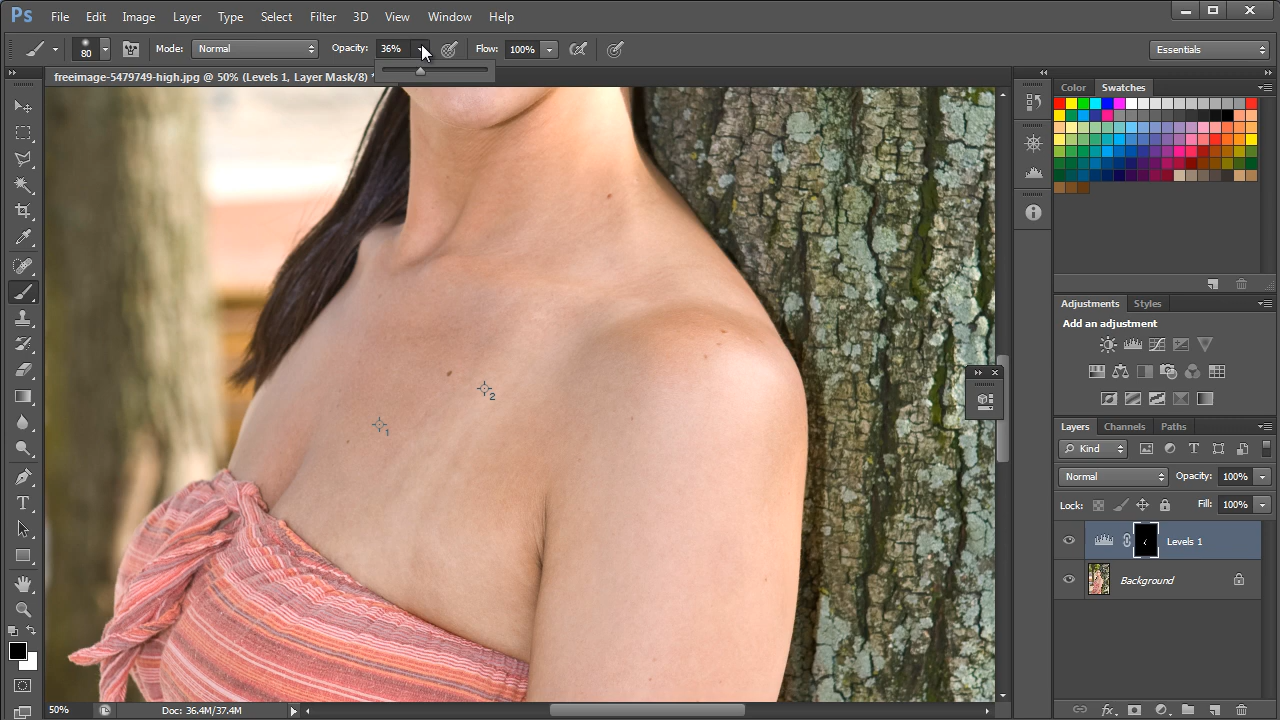 Ps File Edit Image Layer Type Select Filter 3D View Window Help
80 Mode: Normal Opacity: 36% Flow: 100% Essentials
freeimage-5479749-high.jpg @ 50% (Levels 1, Layer Mask/8) *
Color Swatches
Adjustments Styles
Add an adjustment
2
1
Layers Channels Paths
Kind
Normal Opacity: 100%
Lock: Fill: 100%
Levels 1
Background
50% Doc: 36.4M/37.4M